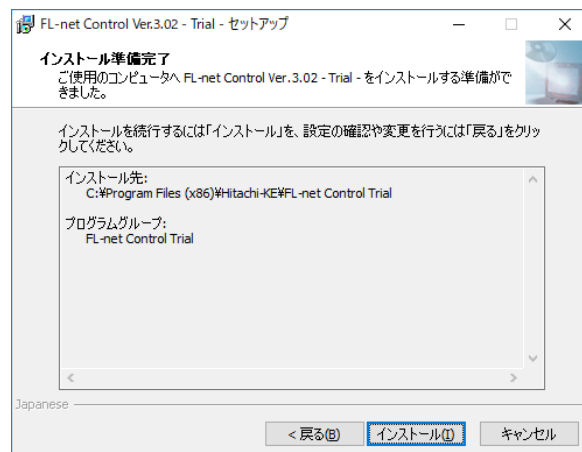 FL-net Control Ver.3.02 - Trial - セットアップ
インストール準備完了
ご使用のコンピュータへ FL-net Control Ver.3.02 - Trial - をインストールする準備がで
きました。
インストールを続行するには「インストール」を、設定の確認や変更を行うには「戻る」をクリッ
クしてください。
インストール先:
C:¥Program Files (x86)¥Hitachi-KE¥FL-net Control Trial
プログラムグループ:
FL-net Control Trial
Japanese
< 戻る(B) インストール(I) キャンセル